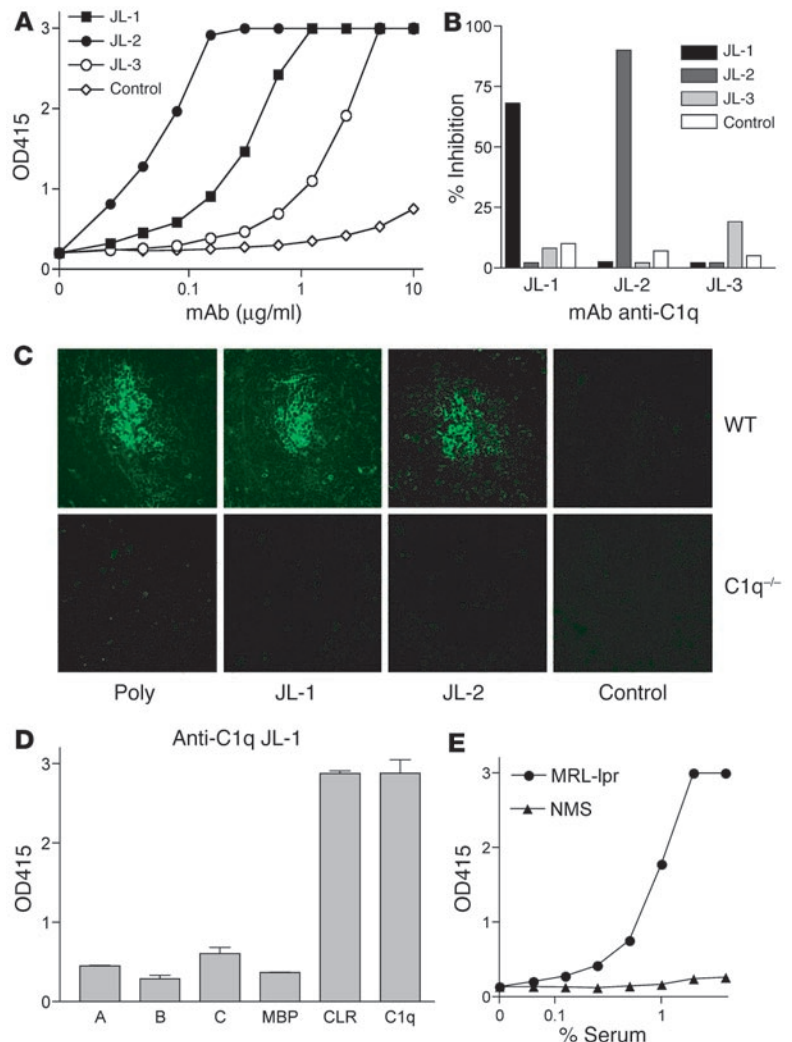 A
JL-1
JL-2
JL-3
Control
OD415
3
2
1
0
0 0.1 1 10
mAb (µg/ml)
B
JL-1
JL-2
JL-3
Control
% Inhibition
100
75
50
25
0
JL-1 JL-2 JL-3
mAb anti-C1q
C
WT
C1q–/–
Poly JL-1 JL-2 Control
D
Anti-C1q JL-1
OD415
3
2
1
0
A B C MBP CLR C1q
E
MRL-lpr
NMS
OD415
3
2
1
0
0 0.1 1
% Serum